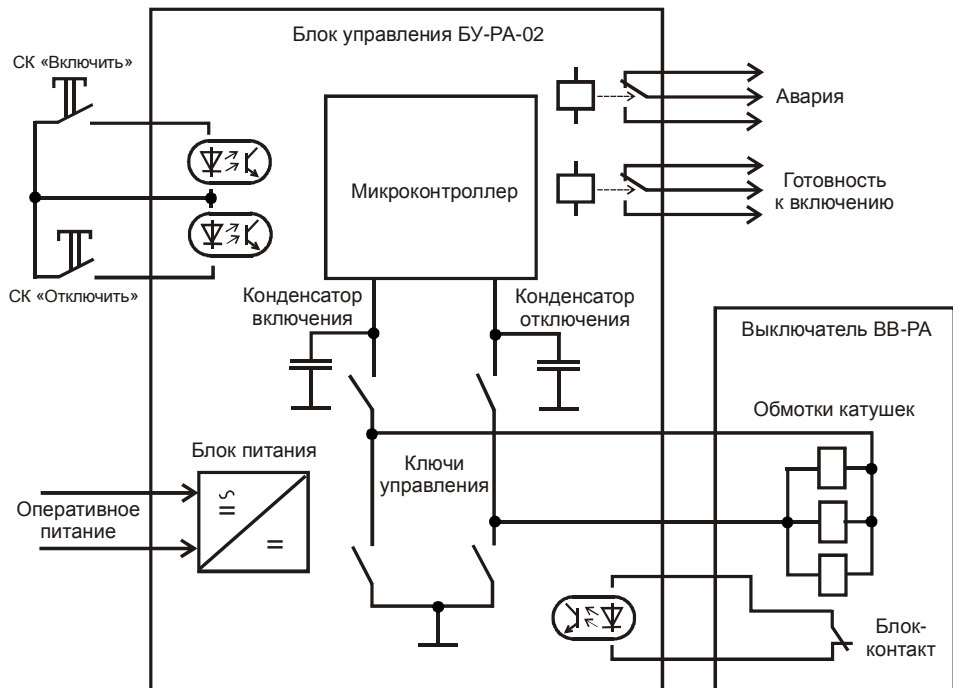 Блок управления БУ-РА-02
СК «Включить»
Авария
Микроконтроллер
Готовность
к включению
СК «Отключить»
Конденсатор
включения
Конденсатор
отключения
Выключатель ВВ-РА
Обмотки катушек
Блок питания
Ключи
управления
Оперативное
питание
Блок-
контакт